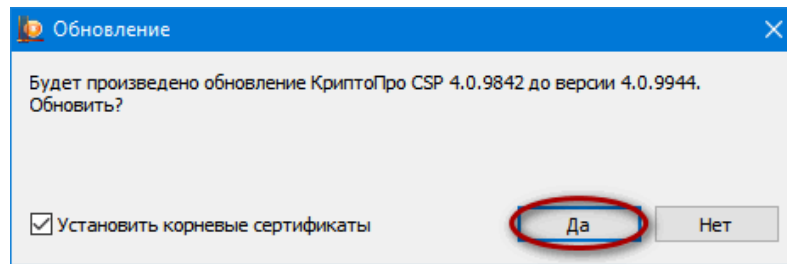 Обновление
Будет произведено обновление КриптоПро CSP 4.0.9842 до версии 4.0.9944.
Обновить?
Установить корневые сертификаты
Да
Нет